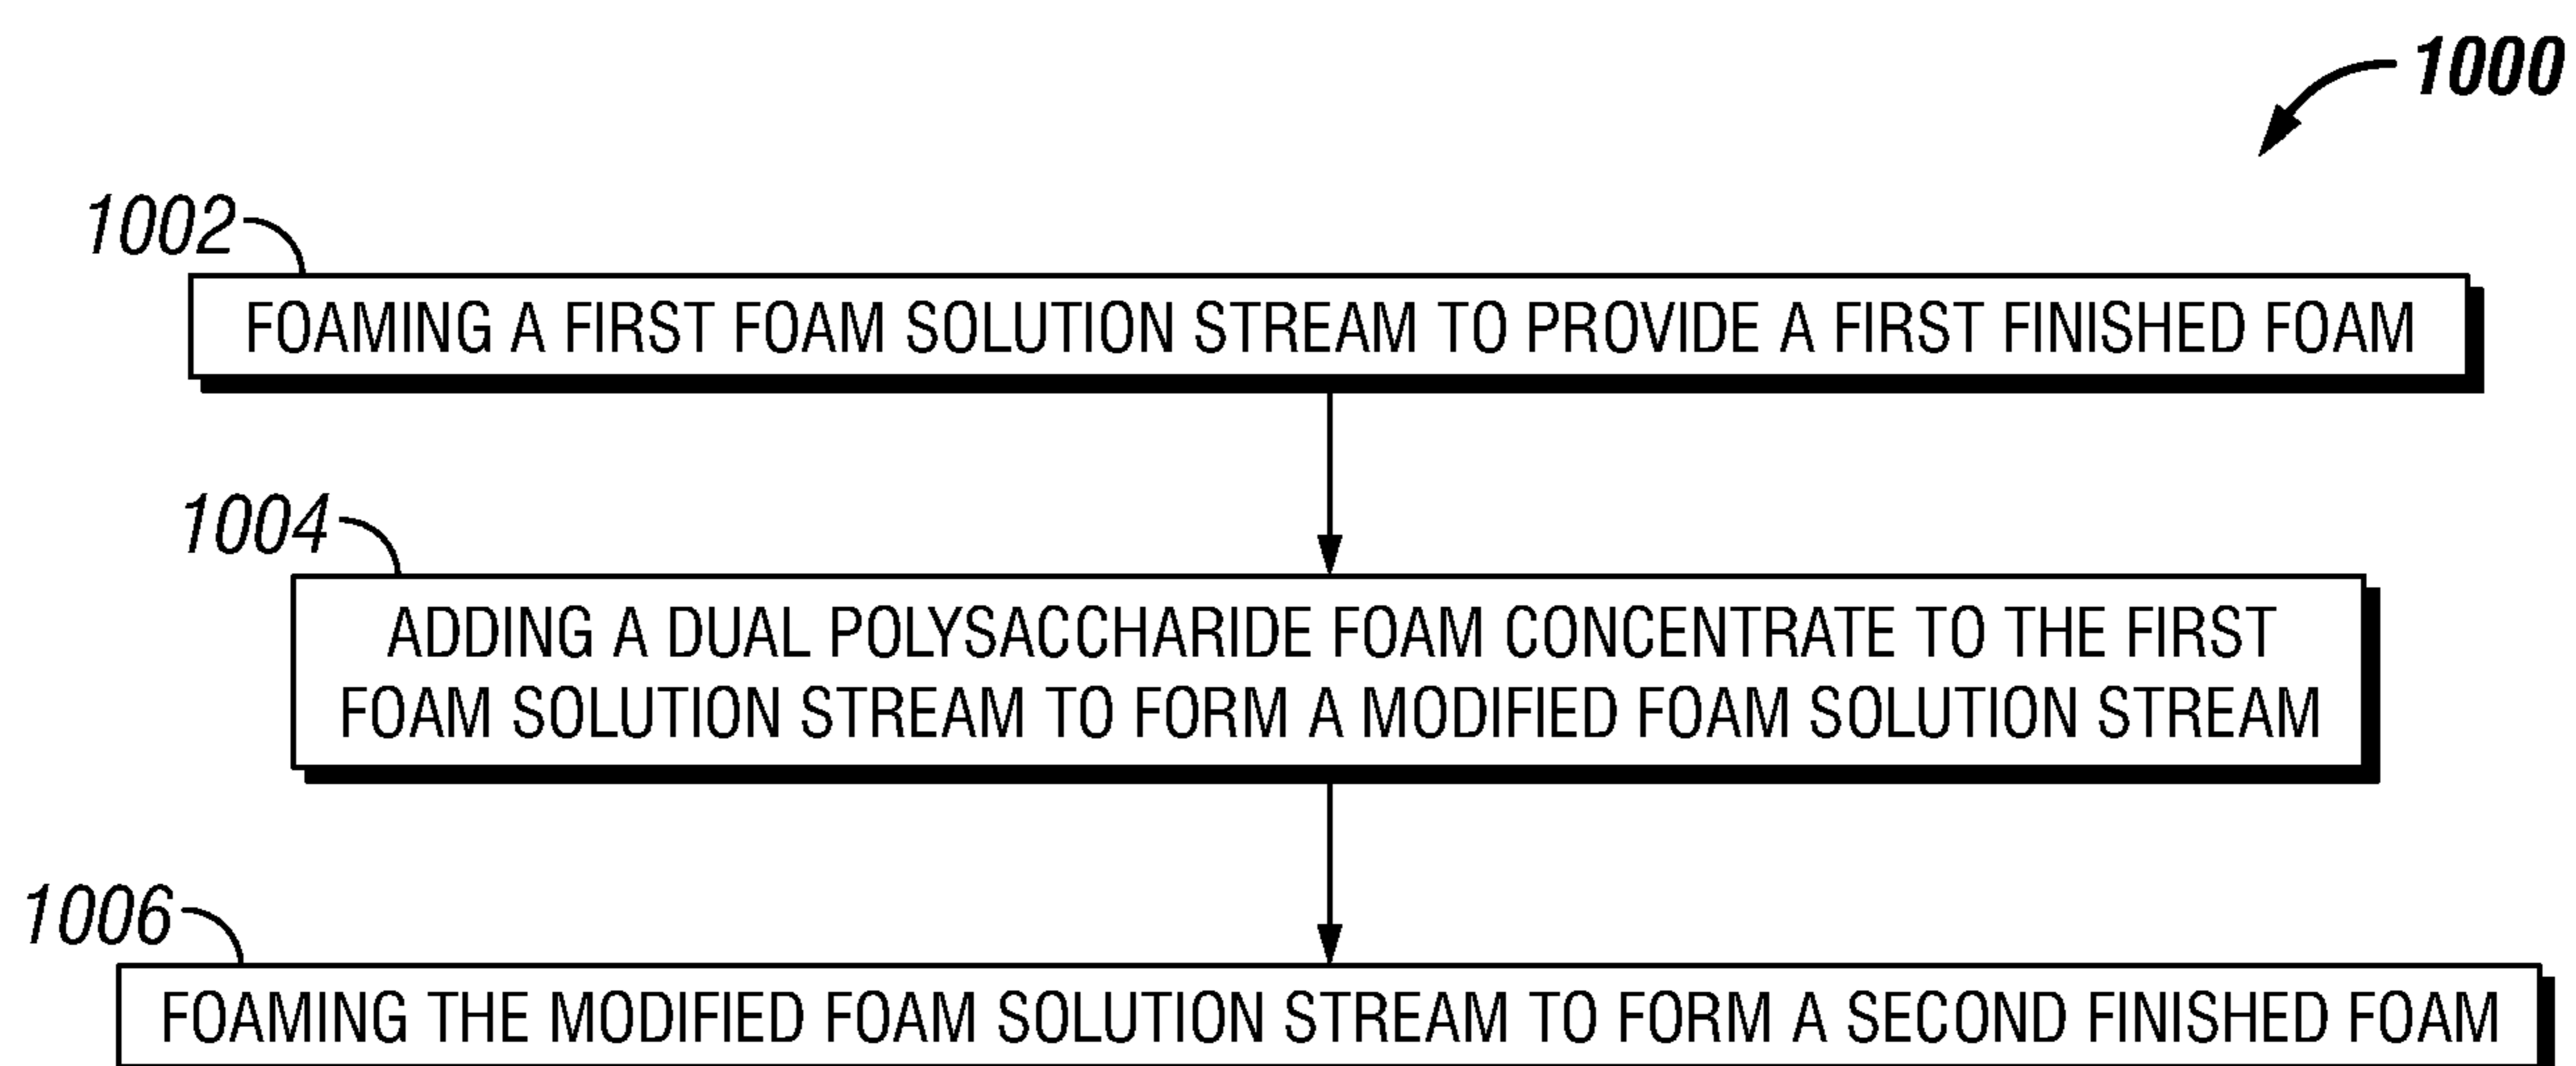 1000
1002
FOAMING A FIRST FOAM SOLUTION STREAM TO PROVIDE A FIRST FINISHED FOAM
1004
ADDING A DUAL POLYSACCHARIDE FOAM CONCENTRATE TO THE FIRST
FOAM SOLUTION STREAM TO FORM A MODIFIED FOAM SOLUTION STREAM
1006
FOAMING THE MODIFIED FOAM SOLUTION STREAM TO FORM A SECOND FINISHED FOAM